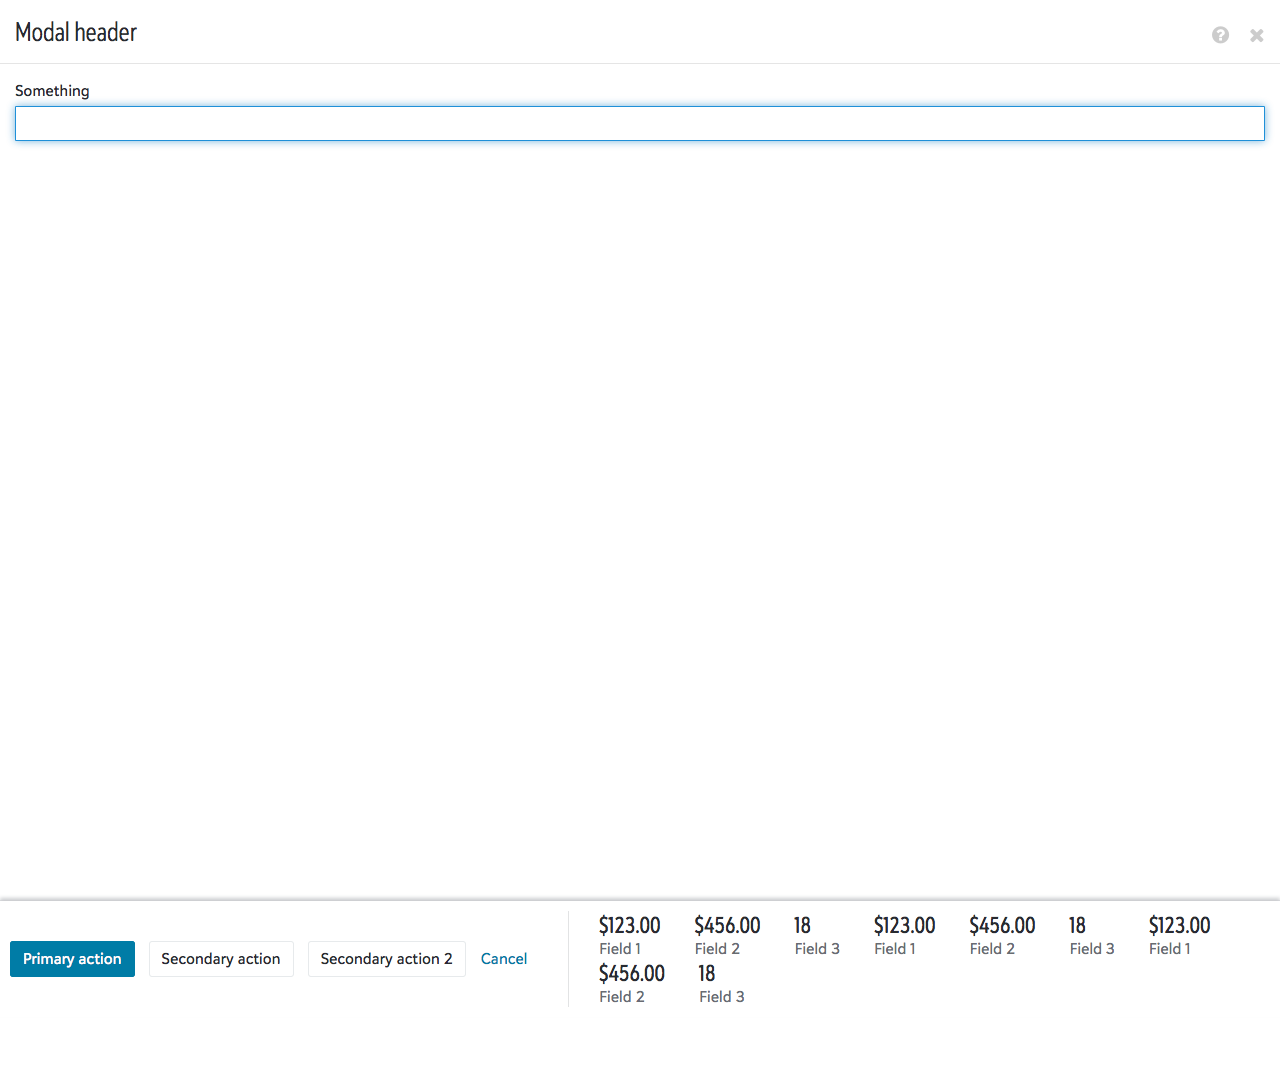 Modal header
Something
$123.00 $456.00 18 $123.00 $456.00 18 $123.00
Field 1 Field 2 Field 3 Field 1 Field 2 Field 3 Field 1
Primary action Secondary action Secondary action 2 Cancel
$456.00 18
Field 2 Field 3